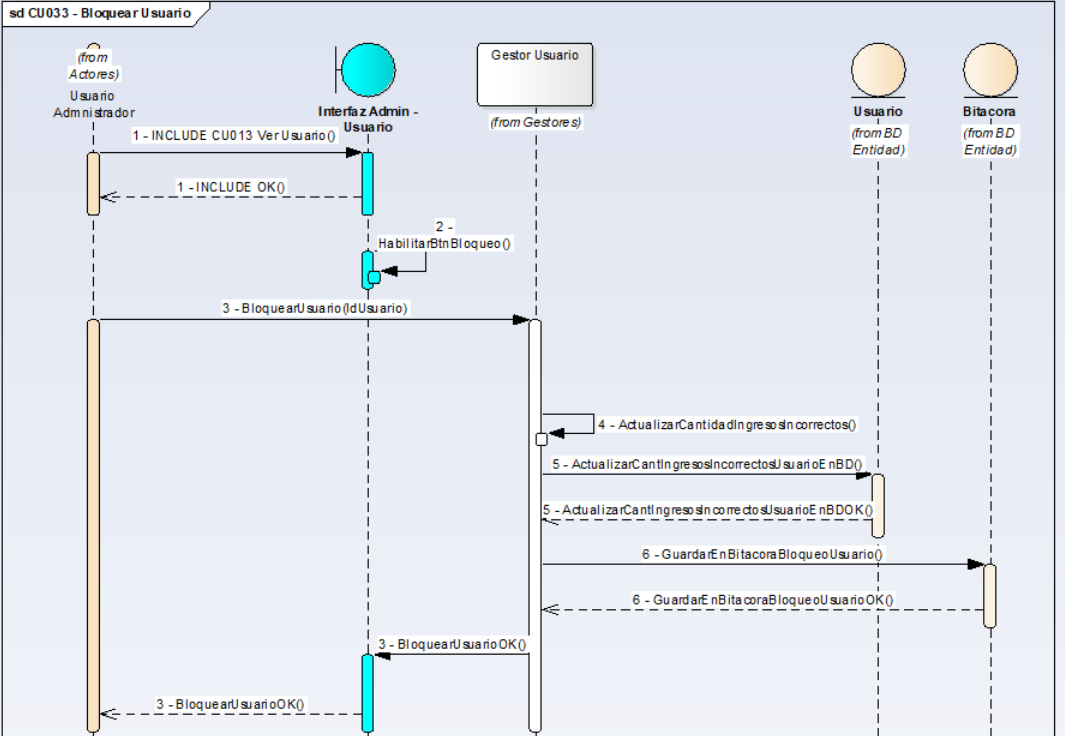 sd CU033 - Bloquear Usuario
(from
Actores)
Usuario
Admnistrador
Interfaz Admin -
Usuario
Gestor Usuario
(from Gestores)
Usuario
(from BD
Entidad)
Bitacora
(from BD
Entidad)
1 - INCLUDE CU013 Ver Usuario()
1 - INCLUDE OK()
2 -
HabilitarBtnBloqueo()
3 - BloquearUsuario(IdUsuario)
4 - ActualizarCantidadIngresosIncorrectos()
5 - ActualizarCantIngresosIncorrectosUsuarioEnBD()
5 - ActualizarCantIngresosIncorrectosUsuarioEnBDOK()
6 - GuardarEnBitacoraBloqueoUsuario()
6 - GuardarEnBitacoraBloqueoUsuarioOK()
3 - BloquearUsuarioOK()
3 - BloquearUsuarioOK()